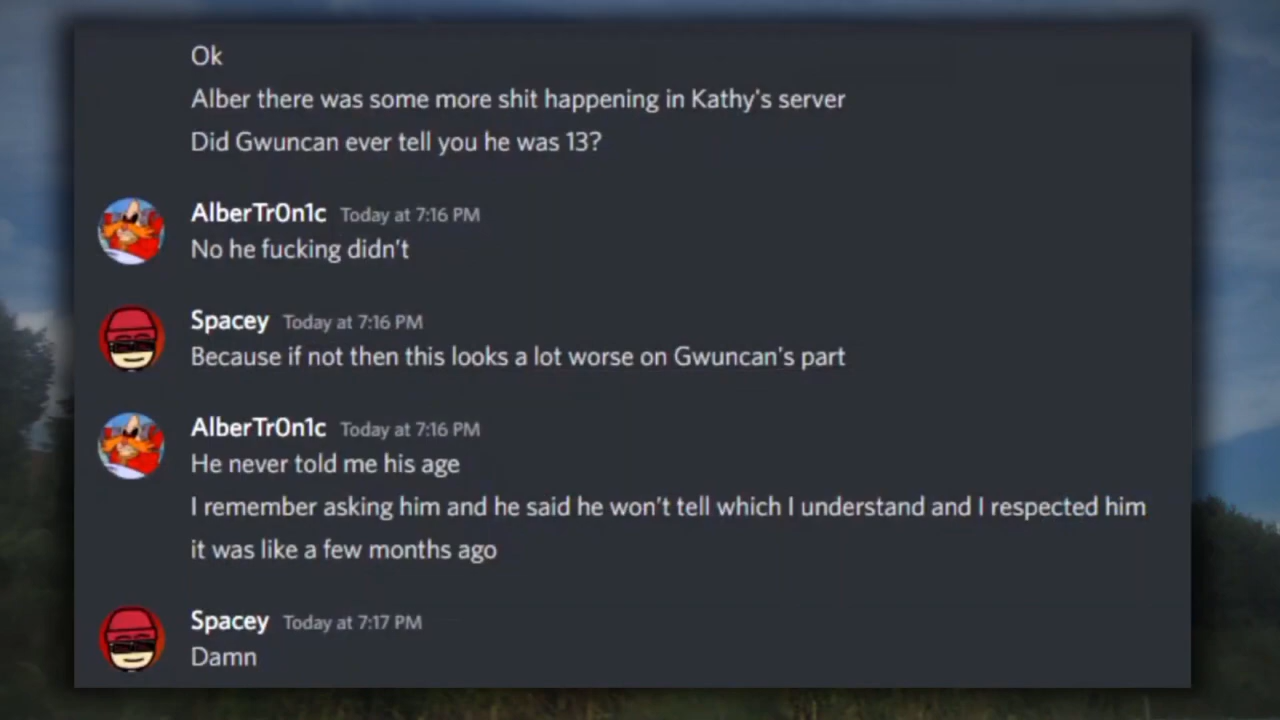 Ok
Alber there was some more shit happening in Kathy's server
Did Gwuncan ever tell you he was 13?
AlberTr0n1c Today at 7:16 PM
No he fucking didn't
Spacey Today at 7:16 PM
Because if not then this looks a lot worse on Gwuncan's part
AlberTr0n1c Today at 7:16 PM
He never told me his age
I remember asking him and he said he won't tell which I understand and I respected him
it was like a few months ago
Spacey Today at 7:17 PM
Damn